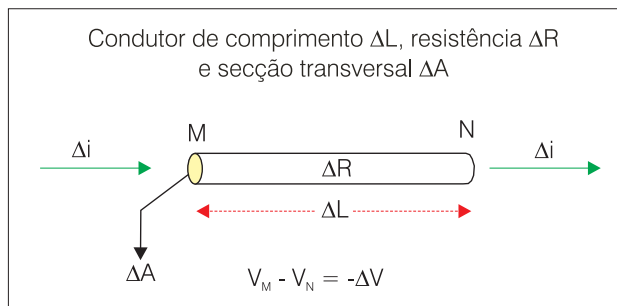 Condutor de comprimento ΔL, resistência ΔR
e secção transversal ΔA
M
N
Δi
ΔR
Δi
ΔL
ΔA
V_M - V_N = -ΔV